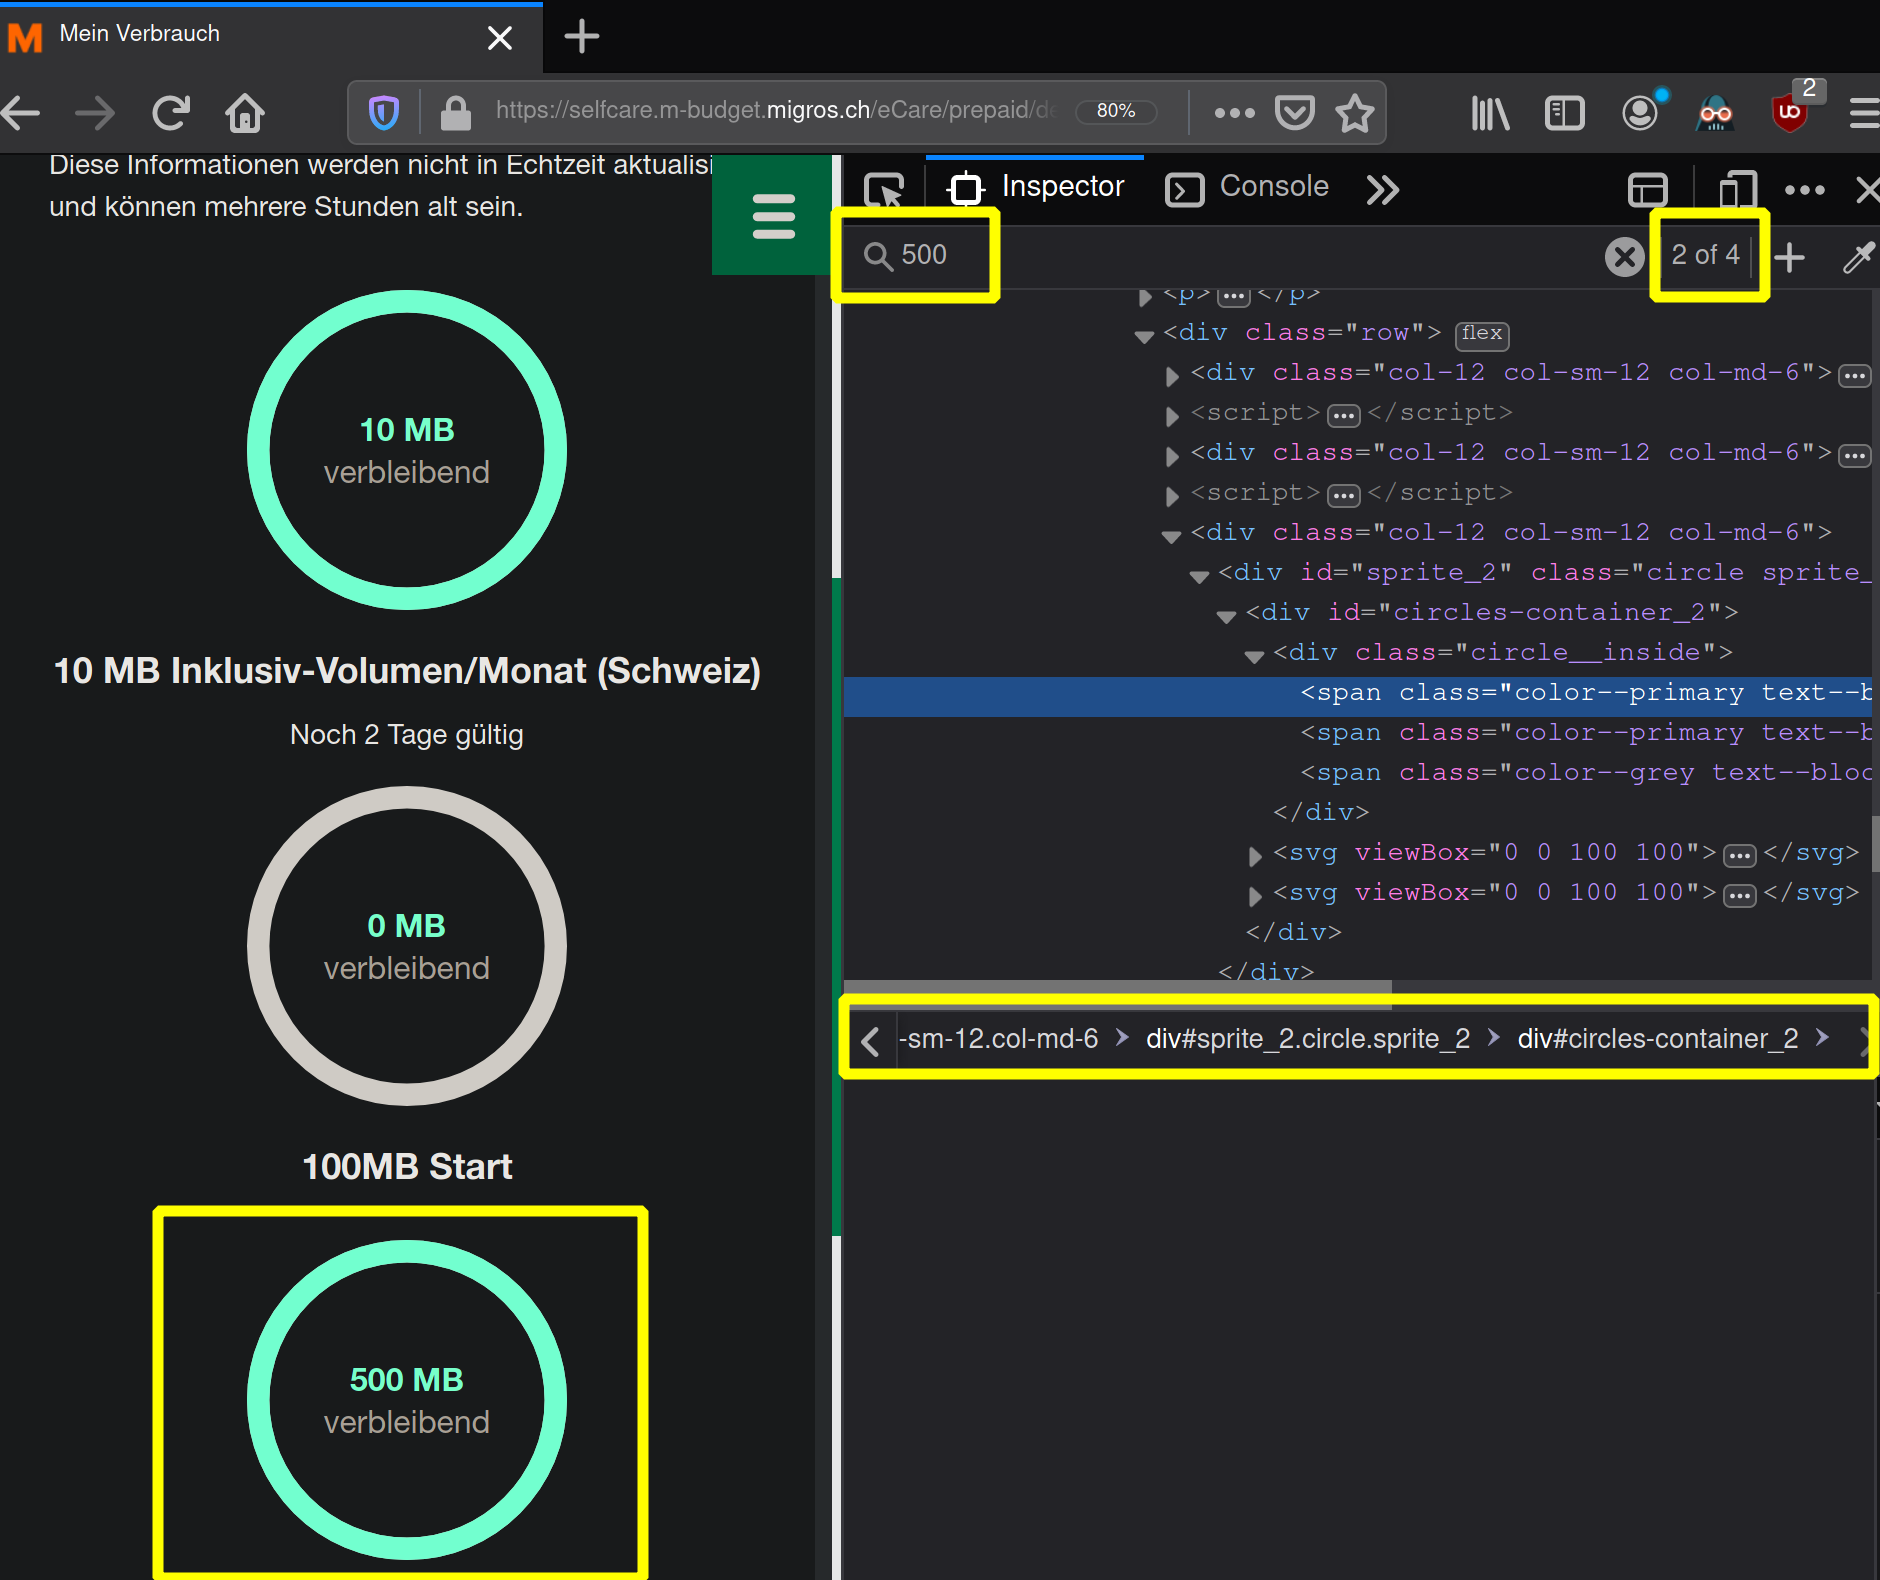 Mein Verbrauch
https://selfcare.m-budget.migros.ch/eCare/prepaid/de
80%
2
Diese Informationen werden nicht in Echtzeit aktualisi
und können mehrere Stunden alt sein.
10 MB
verbleibend
10 MB Inklusiv-Volumen/Monat (Schweiz)
Noch 2 Tage gültig
0 MB
verbleibend
100MB Start
500 MB
verbleibend
Inspector
Console
500
2 of 4
<p> ••• </p>
<div class="row"> flex
<div class="col-12 col-sm-12 col-md-6"> •••
<script> ••• </script>
<div class="col-12 col-sm-12 col-md-6"> •••
<script> ••• </script>
<div class="col-12 col-sm-12 col-md-6">
<div id="sprite_2" class="circle sprite_
<div id="circles-container_2">
<div class="circle__inside">
<span class="color--primary text--b
<span class="color--primary text--b
<span class="color--grey text--bloc
</div>
<svg viewBox="0 0 100 100"> ••• </svg>
<svg viewBox="0 0 100 100"> ••• </svg>
</div>
</div>
-sm-12.col-md-6 > div#sprite_2.circle.sprite_2 > div#circles-container_2 >